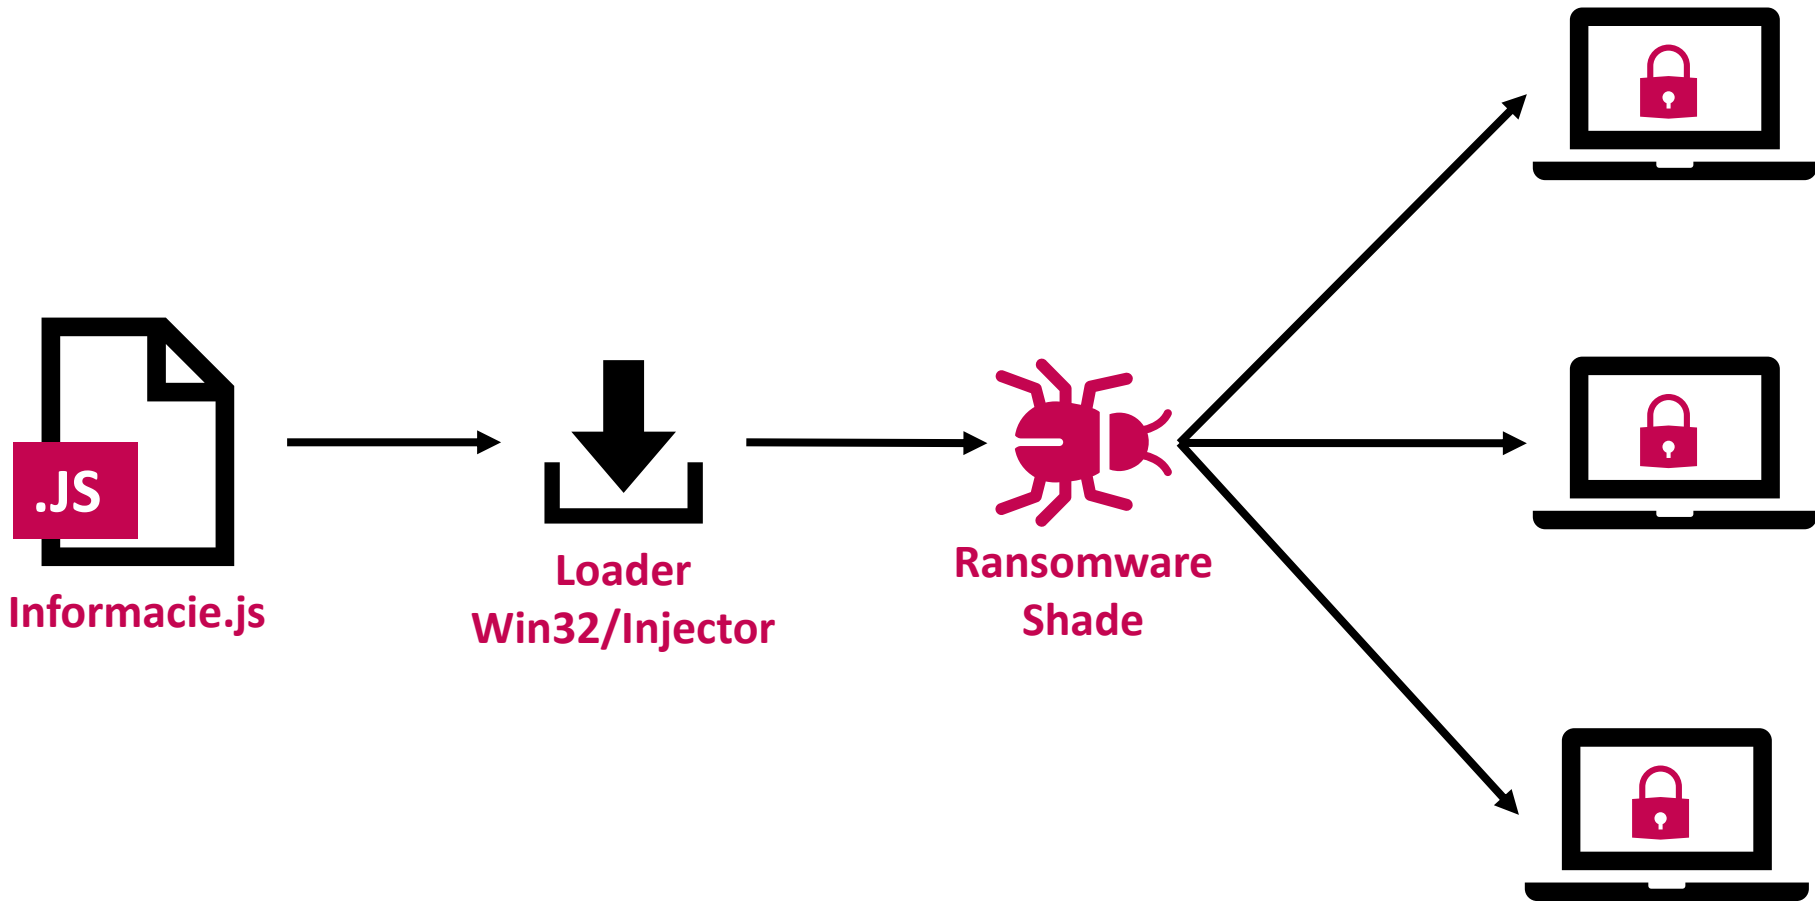 .JS
Informacie.js
Loader
Win32/Injector
Ransomware
Shade